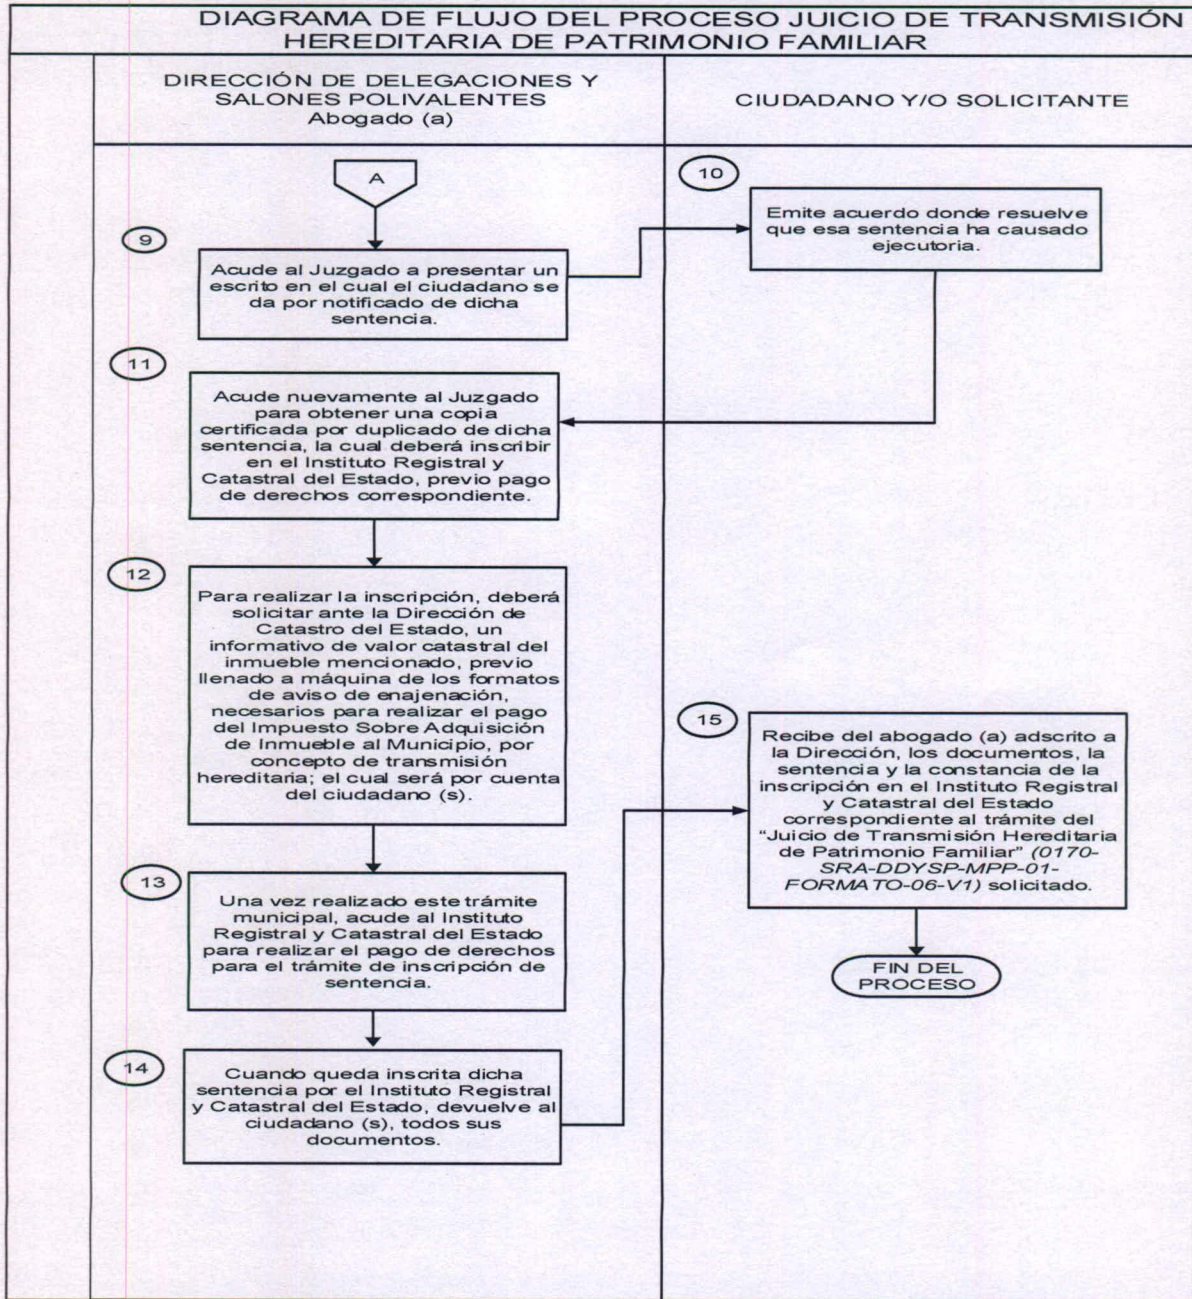 DIAGRAMA DE FLUJO DEL PROCESO JUICIO DE TRANSMISIÓN
HEREDITARIA DE PATRIMONIO FAMILIAR
DIRECCIÓN DE DELEGACIONES Y
SALONES POLIVALENTES
Abogado (a)
CIUDADANO Y/O SOLICITANTE
A
9
Acude al Juzgado a presentar un
escrito en el cual el ciudadano se
da por notificado de dicha
sentencia.
10
Emite acuerdo donde resuelve
que esa sentencia ha causado
ejecutoria.
11
Acude nuevamente al Juzgado
para obtener una copia
certificada por duplicado de dicha
sentencia, la cual deberá inscribir
en el Instituto Registral y
Catastral del Estado, previo pago
de derechos correspondiente.
12
Para realizar la inscripción, deberá
solicitar ante la Dirección de
Catastro del Estado, un
informativo de valor catastral del
inmueble mencionado, previo
llenado a máquina de los formatos
de aviso de enajenación,
necesarios para realizar el pago
del Impuesto Sobre Adquisición
de Inmueble al Municipio, por
concepto de transmisión
hereditaria; el cual será por cuenta
del ciudadano (s).
13
Una vez realizado este trámite
municipal, acude al Instituto
Registral y Catastral del Estado
para realizar el pago de derechos
para el trámite de inscripción de
sentencia.
14
Cuando queda inscrita dicha
sentencia por el Instituto Registral
y Catastral del Estado, devuelve al
ciudadano (s), todos sus
documentos.
15
Recibe del abogado (a) adscrito a
la Dirección, los documentos, la
sentencia y la constancia de la
inscripción en el Instituto Registral
y Catastral del Estado
correspondiente al trámite del
“Juicio de Transmisión Hereditaria
de Patrimonio Familiar” (0170-
SRA-DDYSP-MPP-01-
FORMATO-06-V1) solicitado.
FIN DEL
PROCESO